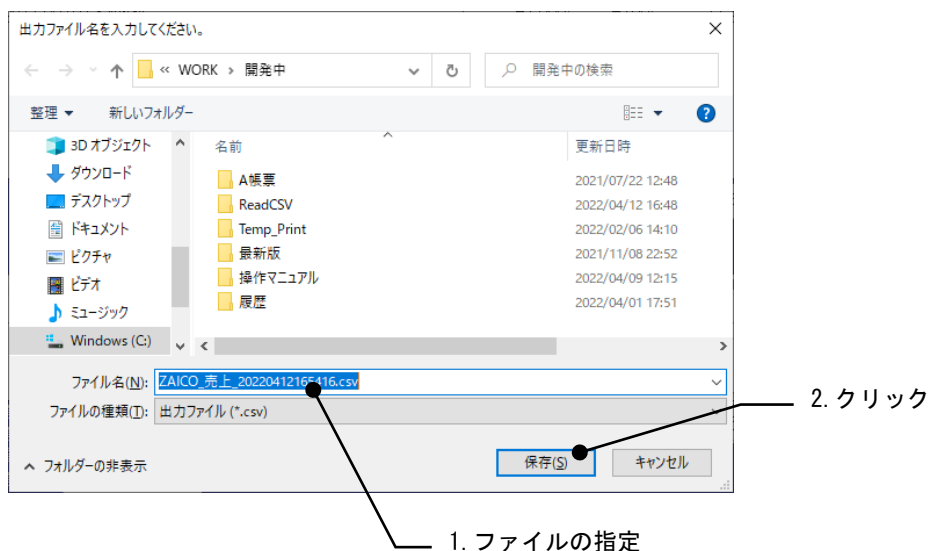 出力ファイル名を入力してください。
« WORK › 開発中
開発中の検索
整理 新しいフォルダー
名前 更新日時
3D オブジェクト
ダウンロード
デスクトップ
ドキュメント
ピクチャ
ビデオ
ミュージック
Windows (C:)
A帳票 2021/07/22 12:48
ReadCSV 2022/04/12 16:48
Temp_Print 2022/02/06 14:10
最新版 2021/11/08 22:52
操作マニュアル 2022/04/09 12:15
履歴 2022/04/01 17:51
ファイル名(N): ZAICO_売上_20220412165416.csv
ファイルの種類(T): 出力ファイル (*.csv)
2.クリック
フォルダーの非表示
保存(S) キャンセル
1.ファイルの指定